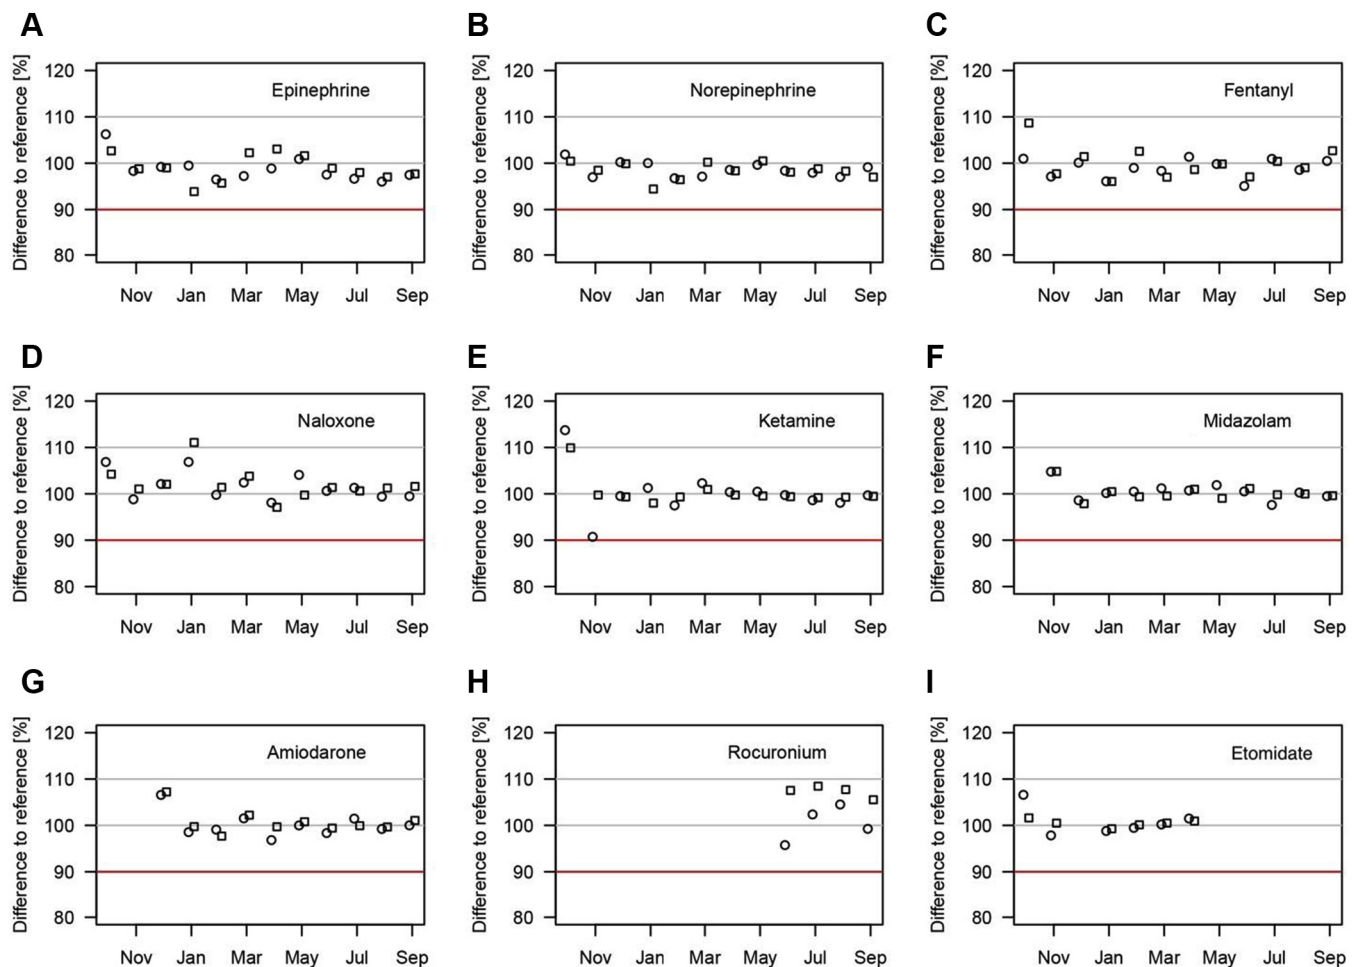 A
Difference to reference [%]
120
110
100
90
80
Epinephrine
Nov Jan Mar May Jul Sep
B
Difference to reference [%]
120
110
100
90
80
Norepinephrine
Nov Jan Mar May Jul Sep
C
Difference to reference [%]
120
110
100
90
80
Fentanyl
Nov Jan Mar May Jul Sep
D
Difference to reference [%]
120
110
100
90
80
Naloxone
Nov Jan Mar May Jul Sep
E
Difference to reference [%]
120
110
100
90
80
Ketamine
Nov Jan Mar May Jul Sep
F
Difference to reference [%]
120
110
100
90
80
Midazolam
Nov Jan Mar May Jul Sep
G
Difference to reference [%]
120
110
100
90
80
Amiodarone
Nov Jan Mar May Jul Sep
H
Difference to reference [%]
120
110
100
90
80
Rocuronium
Nov Jan Mar May Jul Sep
I
Difference to reference [%]
120
110
100
90
80
Etomidate
Nov Jan Mar May Jul Sep